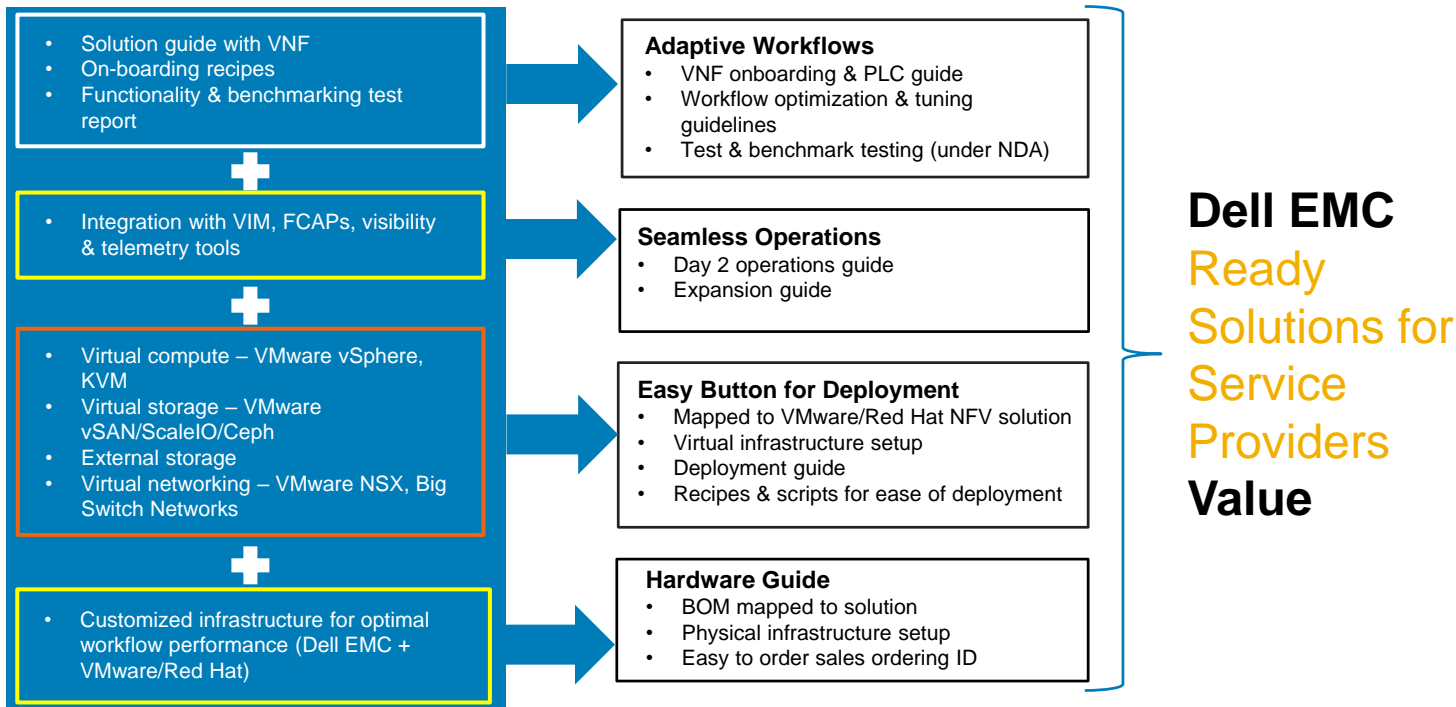 • Solution guide with VNF
• On-boarding recipes
• Functionality & benchmarking test
report
• Integration with VIM, FCAPs, visibility
& telemetry tools
• Virtual compute – VMware vSphere,
KVM
• Virtual storage – VMware
vSAN/ScaleIO/Ceph
• External storage
• Virtual networking – VMware NSX, Big
Switch Networks
• Customized infrastructure for optimal
workflow performance (Dell EMC +
VMware/Red Hat)
Adaptive Workflows
• VNF onboarding & PLC guide
• Workflow optimization & tuning
guidelines
• Test & benchmark testing (under NDA)
Seamless Operations
• Day 2 operations guide
• Expansion guide
Easy Button for Deployment
• Mapped to VMware/Red Hat NFV solution
• Virtual infrastructure setup
• Deployment guide
• Recipes & scripts for ease of deployment
Hardware Guide
• BOM mapped to solution
• Physical infrastructure setup
• Easy to order sales ordering ID
Dell EMC
Ready
Solutions for
Service
Providers
Value